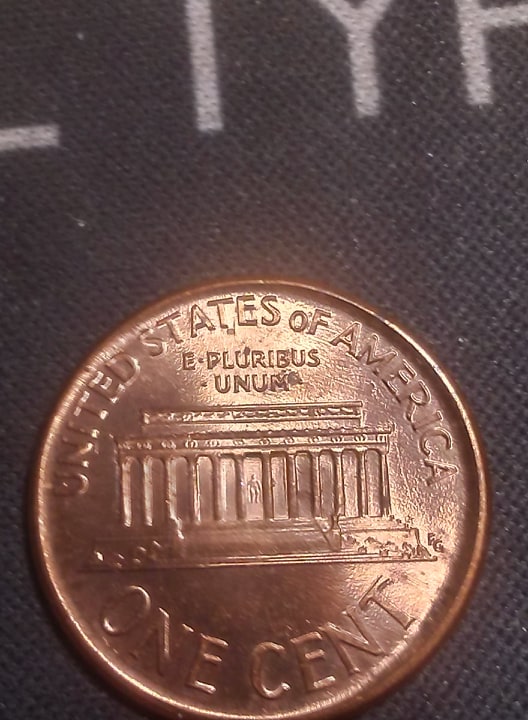 UNITED STATES OF AMERICA
E·PLURIBUS
UNUM
ONE CENT